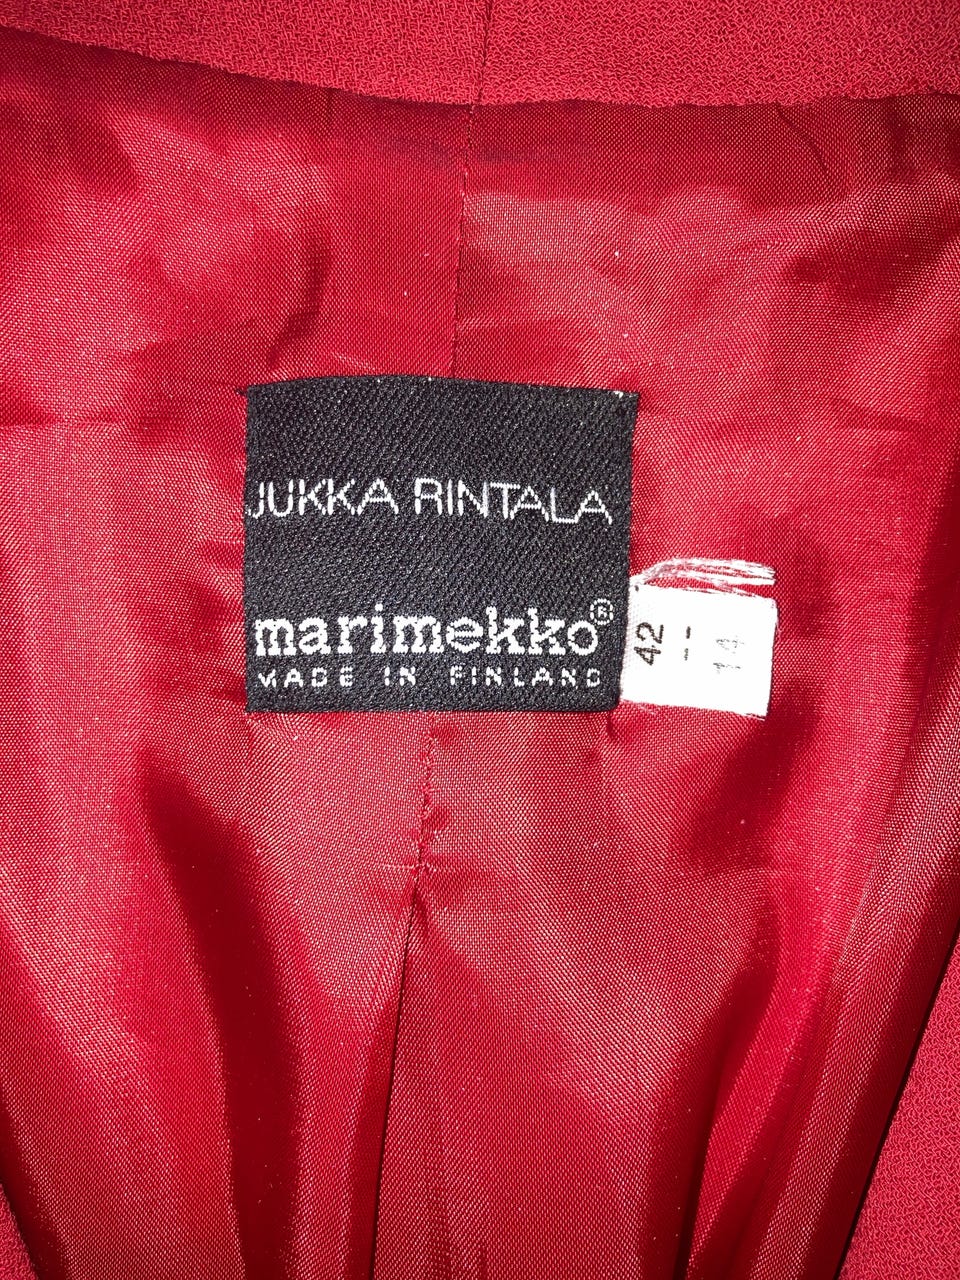 JUKKA RINTALA
marimekko®
MADE IN FINLAND
42
--
14